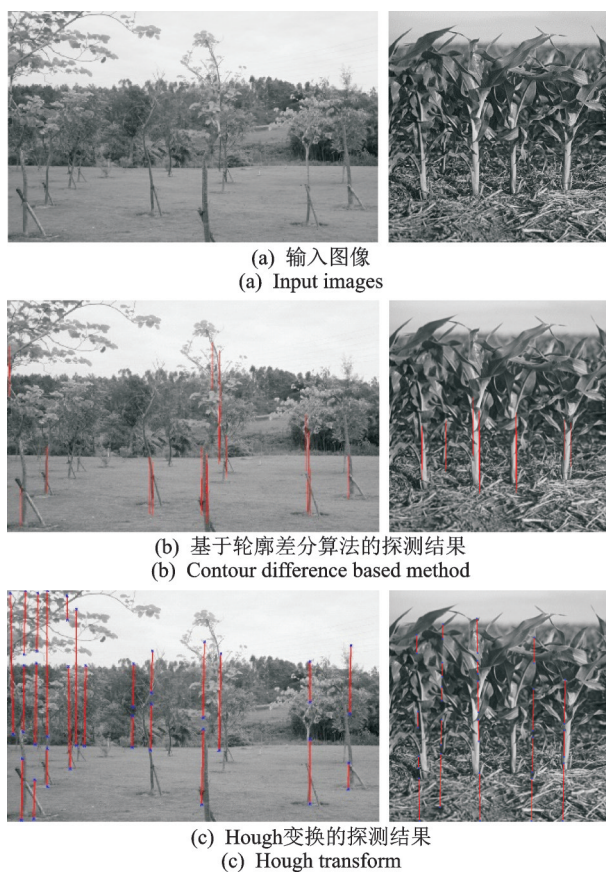 (a) 输入图像
(a) Input images
(b) 基于轮廓差分算法的探测结果
(b) Contour difference based method
(c) Hough变换的探测结果
(c) Hough transform